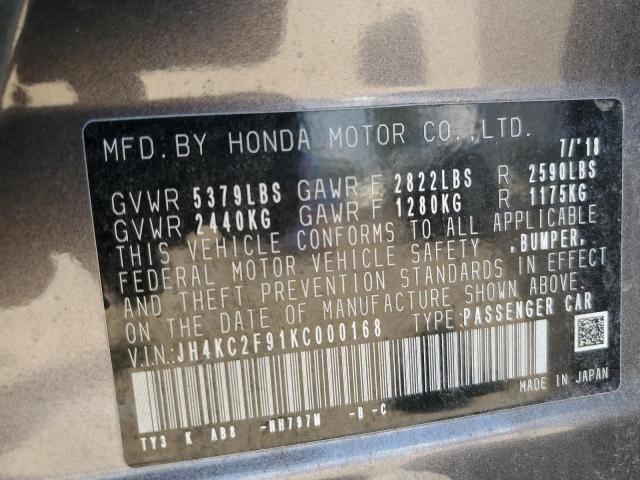 MFD. BY HONDA MOTOR CO., LTD. 7/'18
GVWR 5379LBS GAWR F 2822LBS R 2590LBS
GVWR 2440KG GAWR F 1280KG R 1175KG
THIS VEHICLE CONFORMS TO ALL APPLICABLE
FEDERAL MOTOR VEHICLE SAFETY ,BUMPER,
AND THEFT PREVENTION STANDARDS IN EFFECT
ON THE DATE OF MANUFACTURE SHOWN ABOVE.
V.IN.:JH4KC2F91KC000168 TYPE:PASSENGER CAR
TY3 K AB8 -NH797M -B -C
MADE IN JAPAN